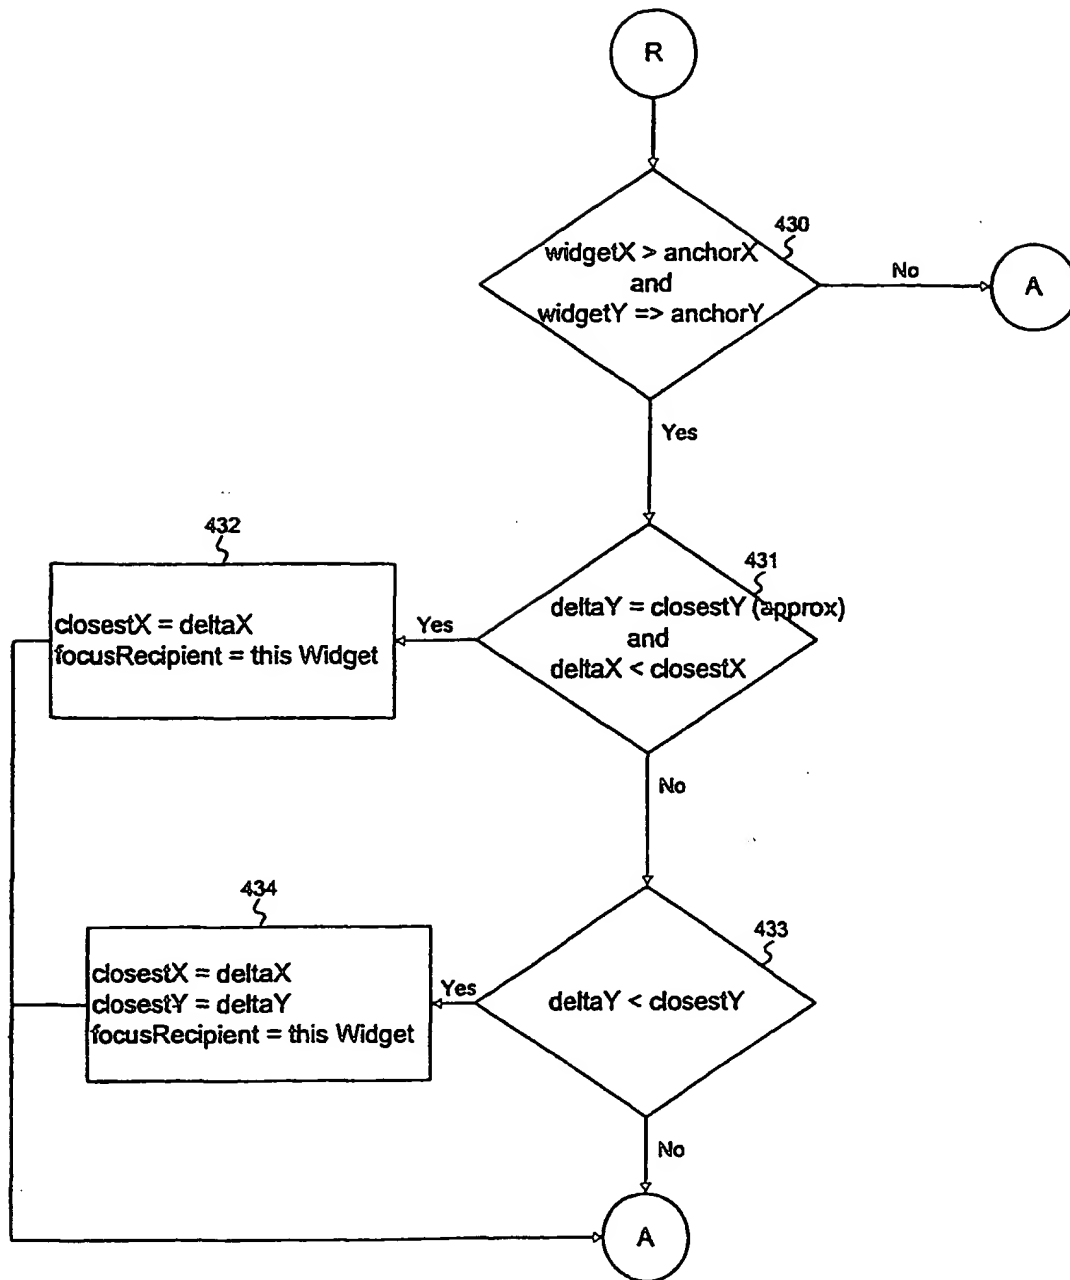 R
430
widgetX > anchorX
and
widgetY => anchorY
No
A
Yes
432
closestX = deltaX
focusRecipient = this Widget
Yes
431
deltaY = closestY (approx)
and
deltaX < closestX
No
434
closestX = deltaX
closestY = deltaY
focusRecipient = this Widget
Yes
433
deltaY < closestY
No
A